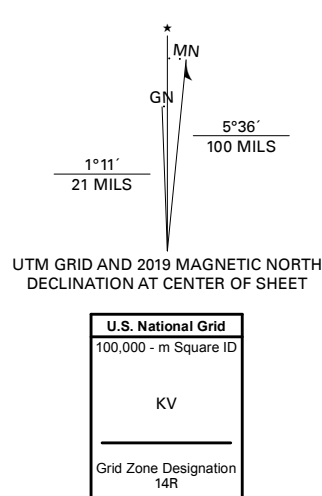 ★
MN
GN
5°36´
100 MILS
1°11´
21 MILS
UTM GRID AND 2019 MAGNETIC NORTH
DECLINATION AT CENTER OF SHEET
U.S. National Grid
100,000 - m Square ID
KV
Grid Zone Designation
14R